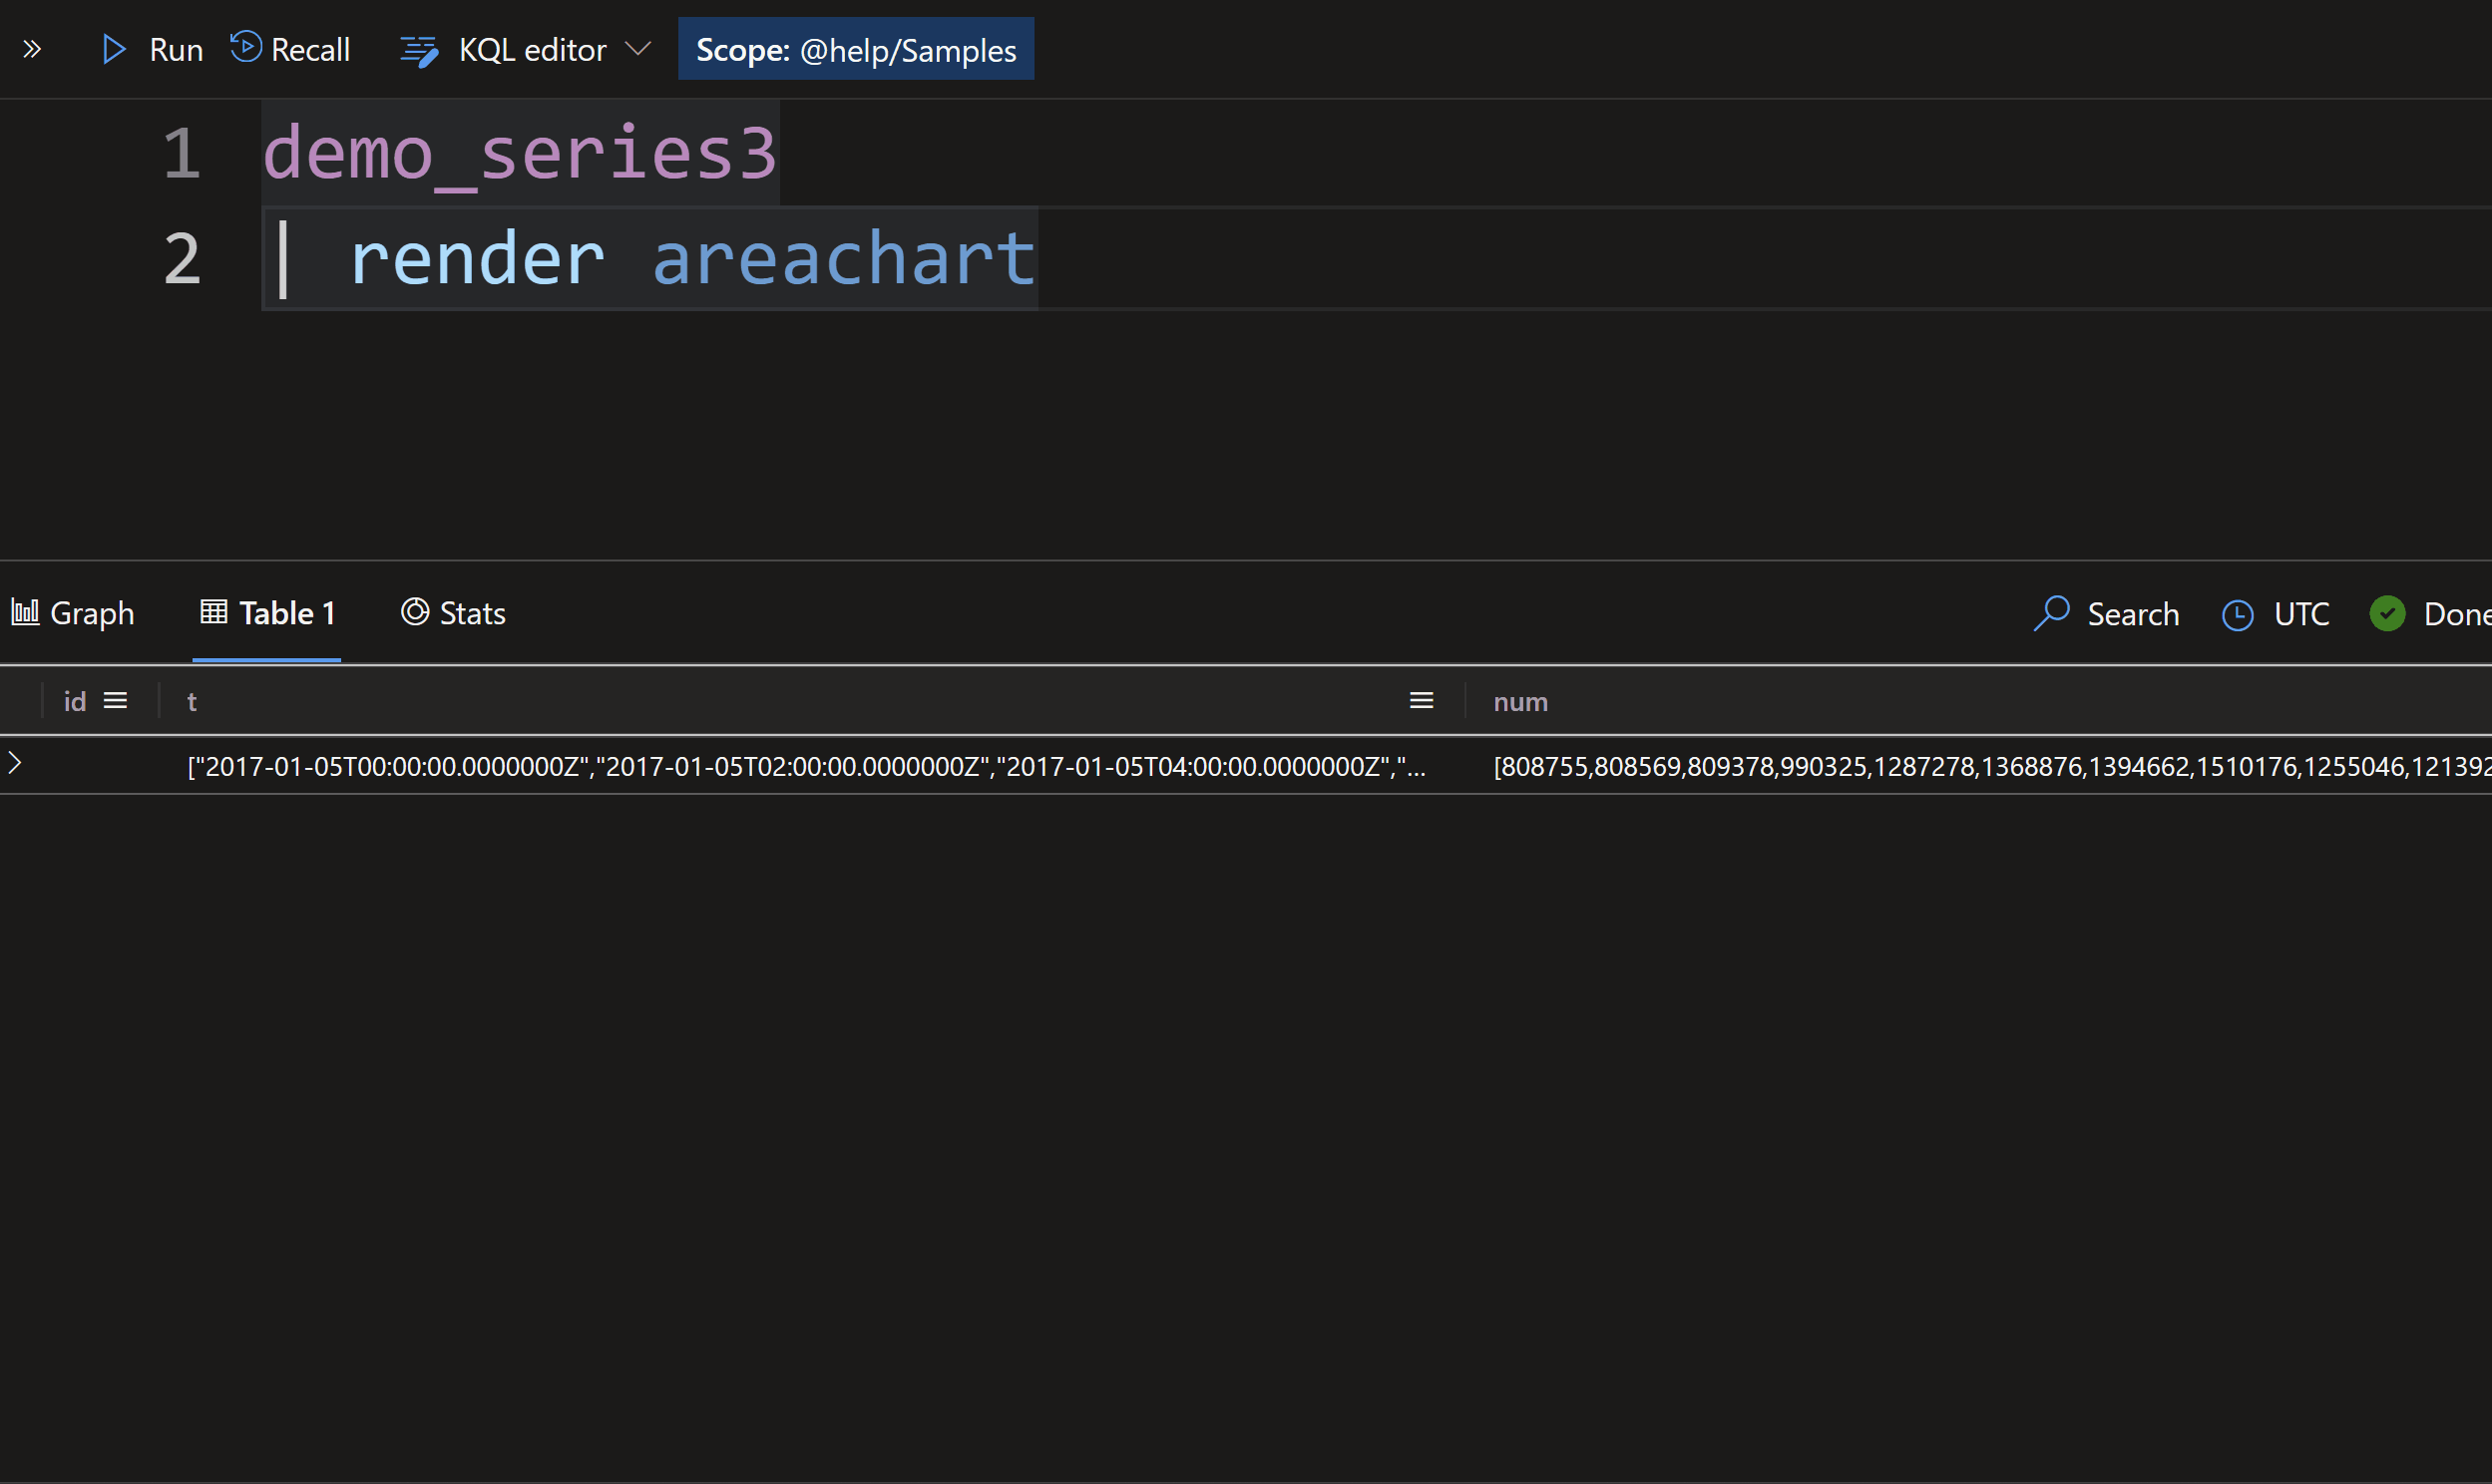 Run Recall KQL editor Scope: @help/Samples
1 demo_series3
2 | render areachart
Graph Table 1 Stats Search UTC Done
id t num
["2017-01-05T00:00:00.0000000Z","2017-01-05T02:00:00.0000000Z","2017-01-05T04:00:00.0000000Z","... [808755,808569,809378,990325,1287278,1368876,1394662,1510176,1255046,121392